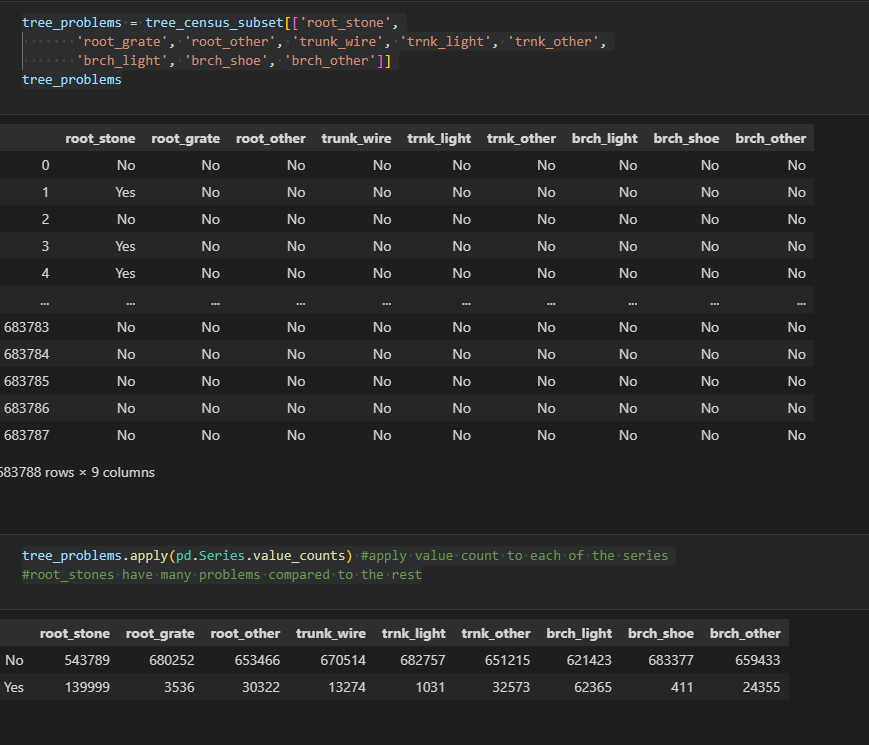 tree_problems = tree_census_subset[['root_stone',
'root_grate', 'root_other', 'trunk_wire', 'trnk_light', 'trnk_other',
'brch_light', 'brch_shoe', 'brch_other']]
tree_problems
root_stone root_grate root_other trunk_wire trnk_light trnk_other brch_light brch_shoe brch_other
0 No No No No No No No No No
1 Yes No No No No No No No No
2 No No No No No No No No No
3 Yes No No No No No No No No
4 Yes No No No No No No No No
... ... ... ... ... ... ... ... ... ...
683783 No No No No No No No No No
683784 No No No No No No No No No
683785 No No No No No No No No No
683786 No No No No No No No No No
683787 No No No No No No No No No
683788 rows × 9 columns
tree_problems.apply(pd.Series.value_counts) #apply value count to each of the series
#root_stones have many problems compared to the rest
root_stone root_grate root_other trunk_wire trnk_light trnk_other brch_light brch_shoe brch_other
No 543789 680252 653466 670514 682757 651215 621423 683377 659433
Yes 139999 3536 30322 13274 1031 32573 62365 411 24355